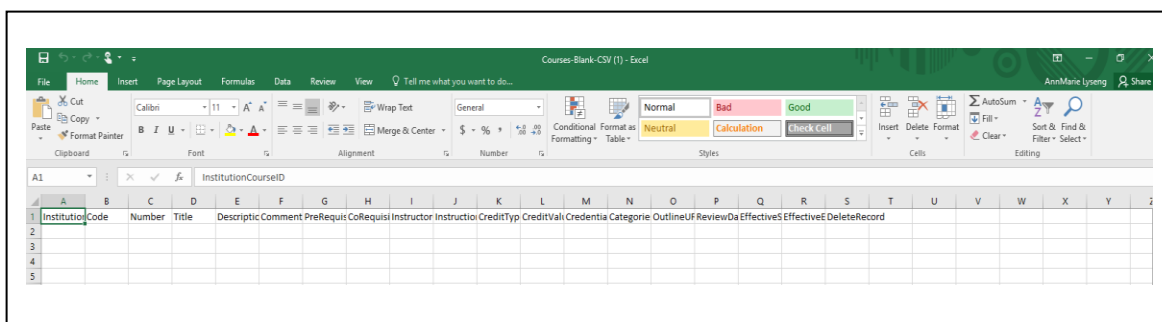 Courses-Blank-CSV (1) - Excel
File Home Insert Page Layout Formulas Data Review View Tell me what you want to do... AnnMarie Lyseng Share
Cut Calibri 11 A A Wrap Text General Normal Bad Good AutoSum
Copy Fill
Paste Format Painter B I U A Merge & Center $ % , Conditional Formatting Format as Table Neutral Calculation Check Cell Insert Delete Format Clear Sort & Filter Find & Select
Clipboard Font Alignment Number Styles Cells Editing
A1 fx InstitutionCourseID
A B C D E F G H I J K L M N O P Q R S T U V W X Y Z
1 Institution Code Number Title Descriptic Comment PreRequis CoRequisi Instructor Instructio CreditTyp CreditValu Credentia Categorie OutlineUF ReviewDa EffectiveS EffectiveE DeleteRecord
2
3
4
5